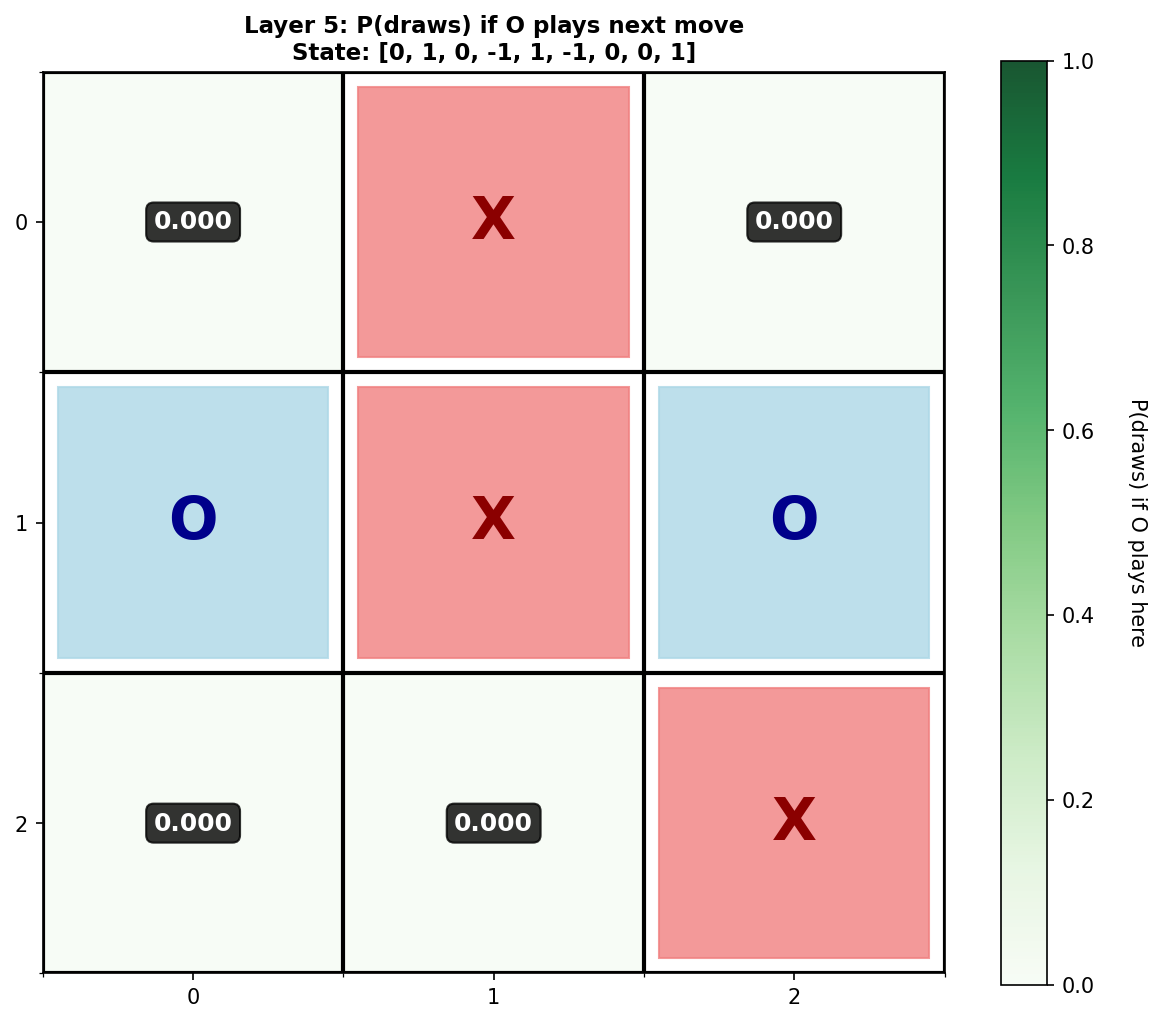 Layer 5: P(draws) if O plays next move
State: [0, 1, 0, -1, 1, -1, 0, 0, 1]
0.000 X 0.000
O X O
0.000 0.000 X
0
1
2
0 1 2
1.0
0.8
0.6
0.4
0.2
0.0
P(draws) if O plays here